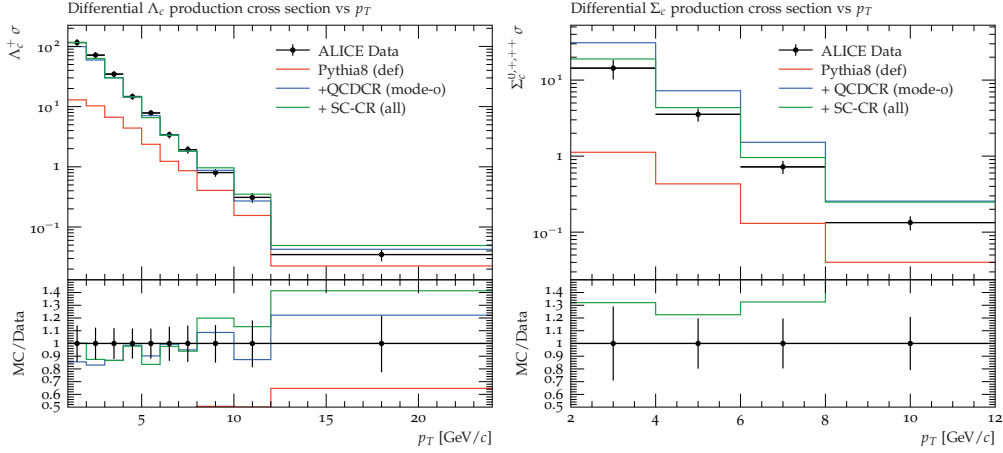 Differential Λc production cross section vs pT
Λc+ σ
10²
10¹
1
10⁻¹
ALICE Data
Pythia8 (def)
+QCDCR (mode-o)
+ SC-CR (all)
MC/Data
1.4
1.3
1.2
1.1
1
0.9
0.8
0.7
0.6
0.5
5
10
15
20
pT [GeV/c]
Differential Σc production cross section vs pT
Σc0,+,++ σ
10¹
1
10⁻¹
ALICE Data
Pythia8 (def)
+ QCDCR (mode-o)
+ SC-CR (all)
MC/Data
1.4
1.3
1.2
1.1
1
0.9
0.8
0.7
0.6
0.5
2
4
6
8
10
12
pT [GeV/c]